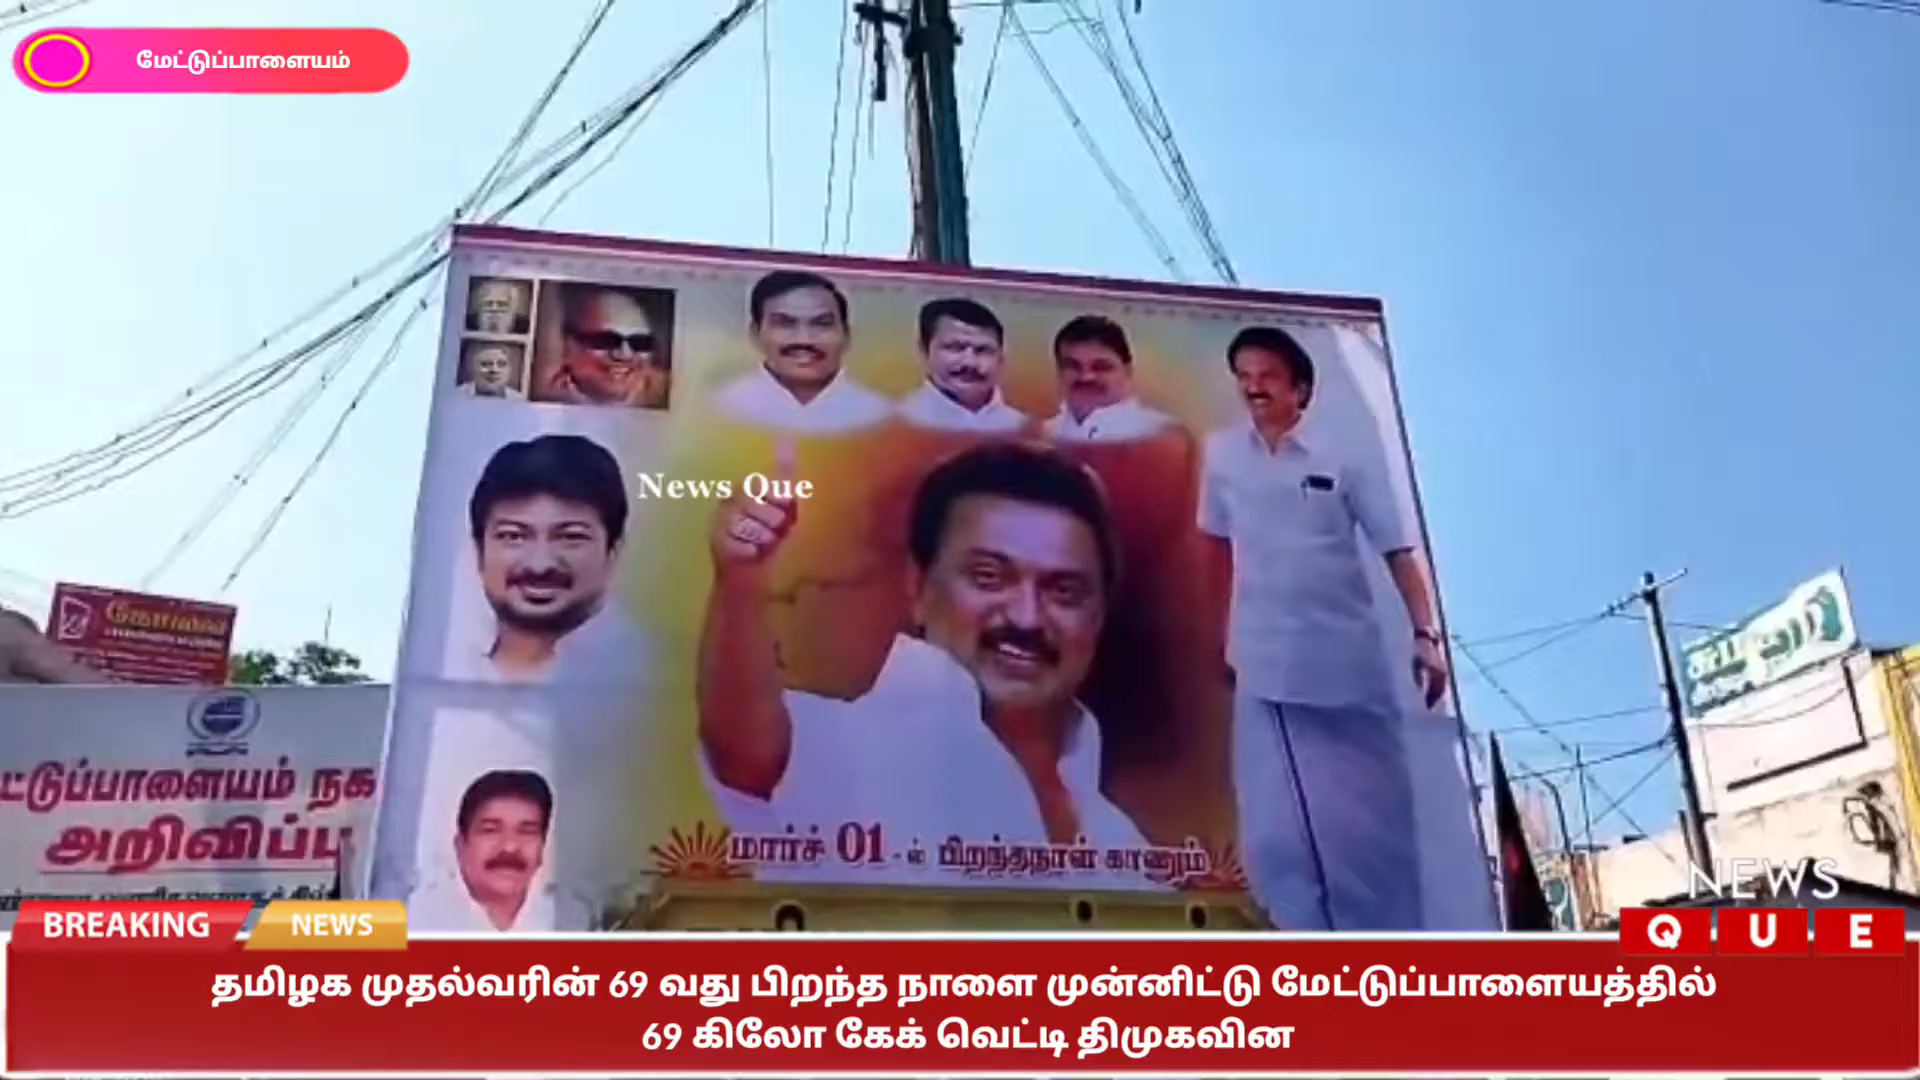 மேட்டுப்பாளையம்
News Que
மார்ச் 01-ல் பிறந்தநாள் காணும்
ட்டுப்பாளையம் நக
அறிவிப்பு
NEWS
QUE
BREAKING NEWS
தமிழக முதல்வரின் 69 வது பிறந்த நாளை முன்னிட்டு மேட்டுப்பாளையத்தில்
69 கிலோ கேக் வெட்டி திமுகவின